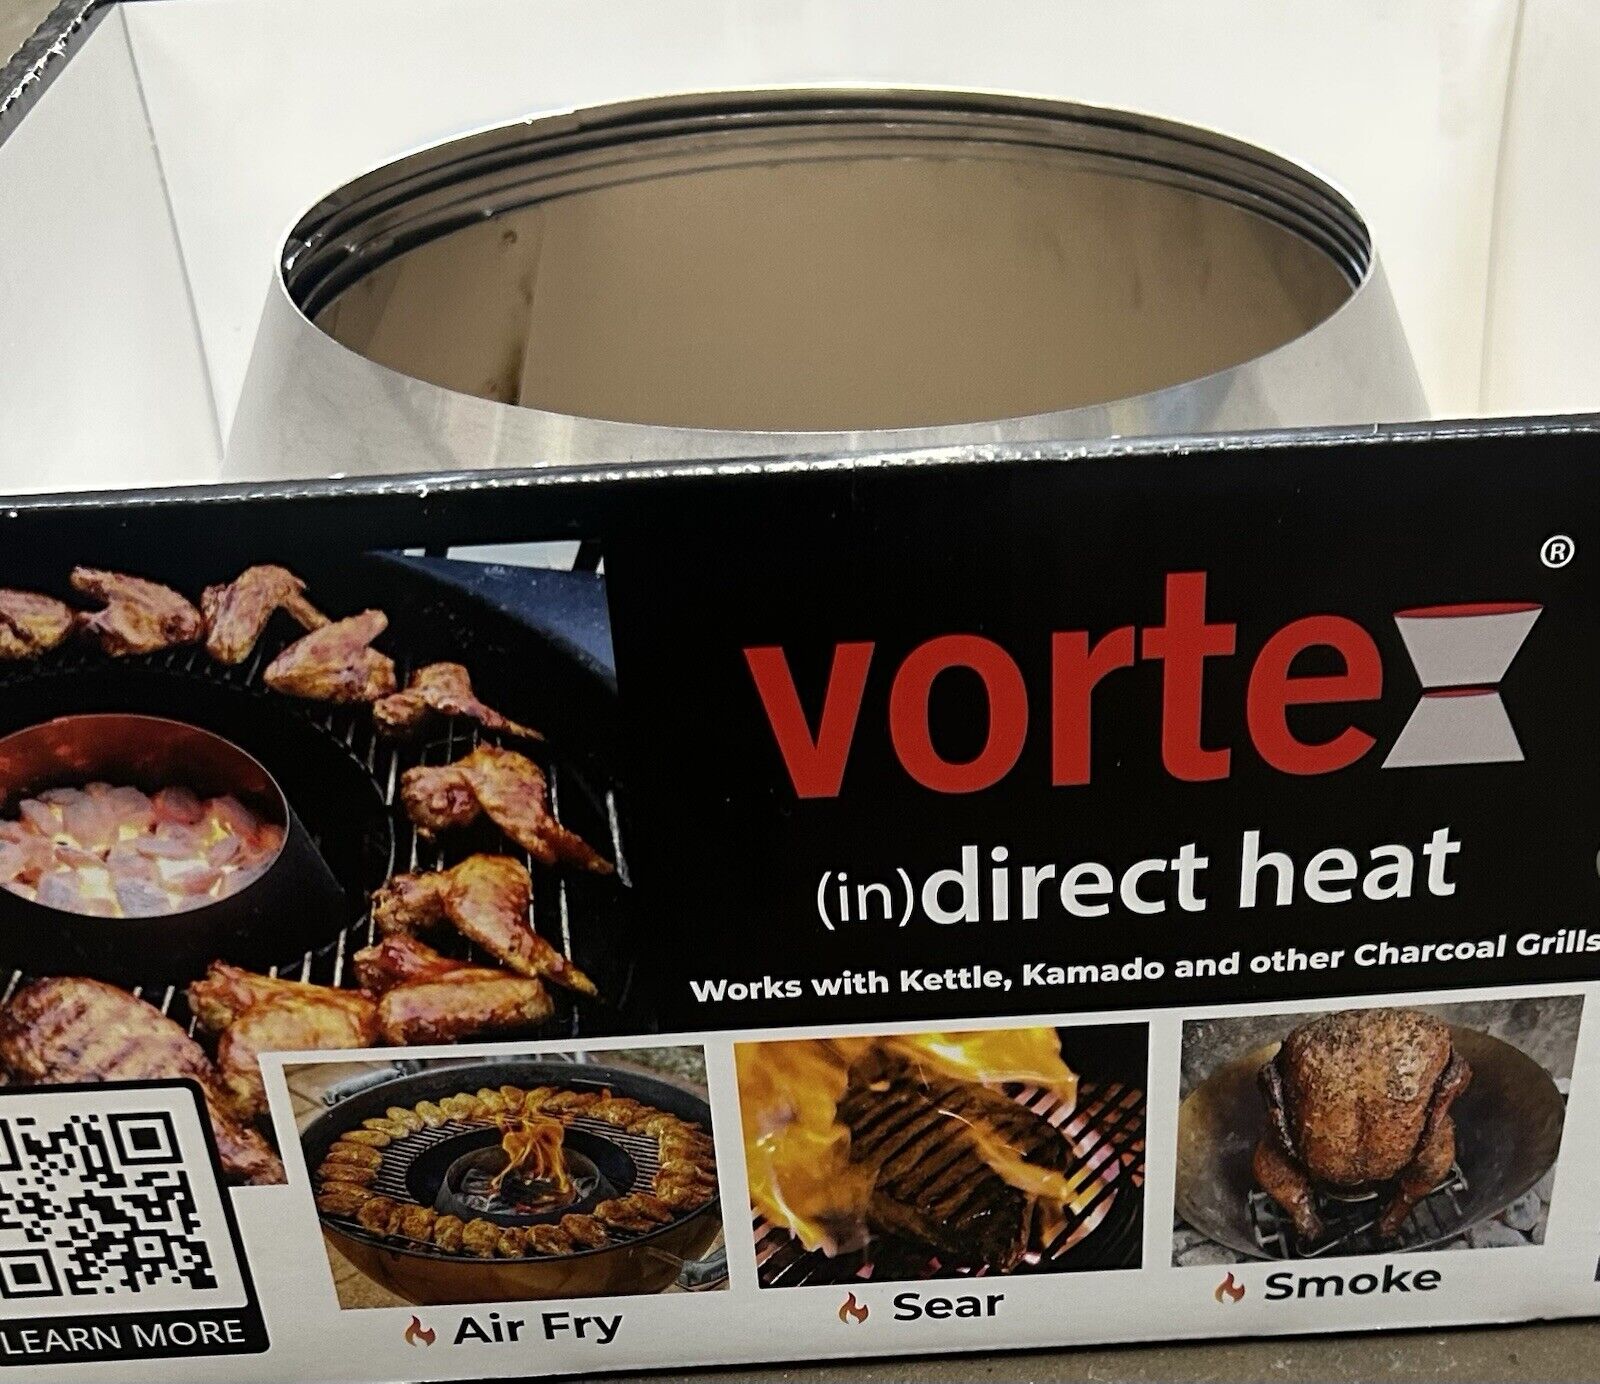 vortex®
(in)direct heat
Works with Kettle, Kamado and other Charcoal Grills
LEARN MORE
Air Fry
Sear
Smoke